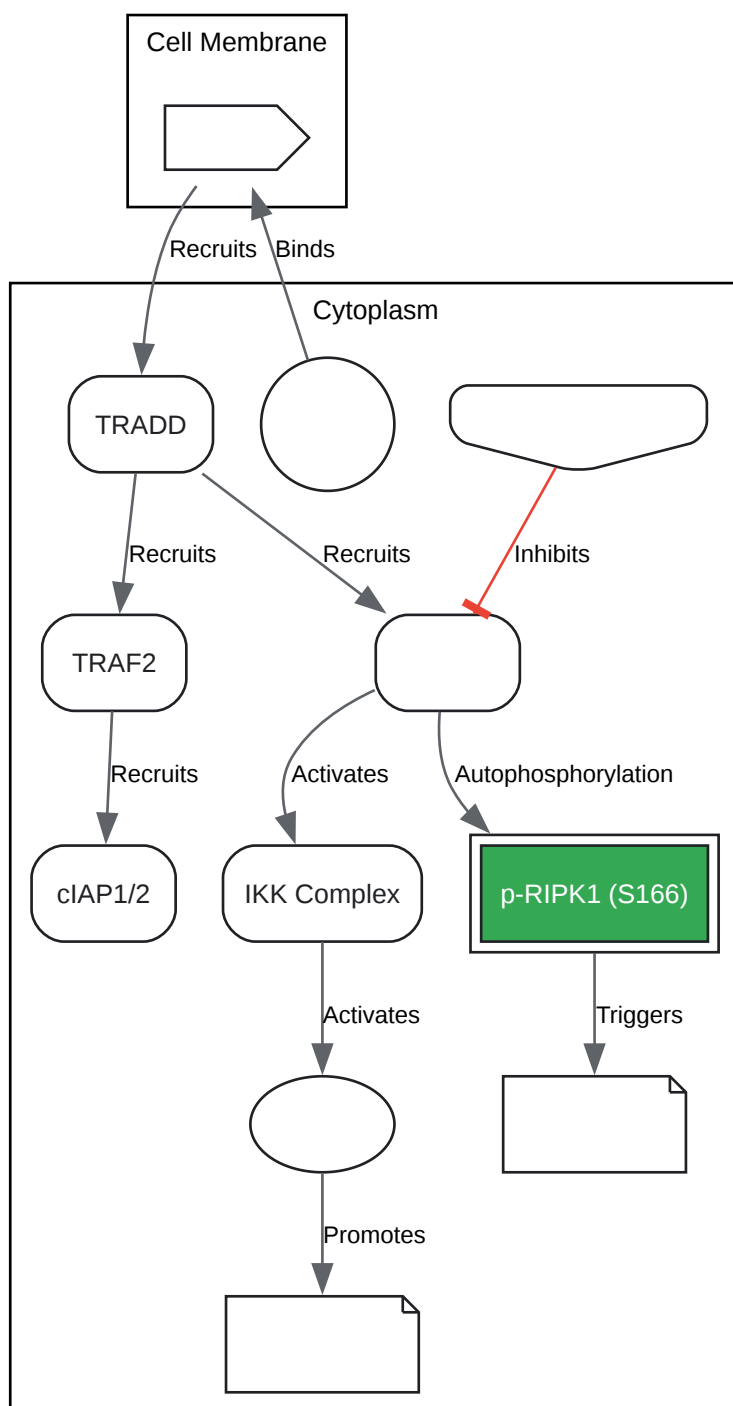 Cell Membrane
Recruits
Binds
Cytoplasm
TRADD
Recruits
Recruits
Inhibits
TRAF2
Recruits
Activates
Autophosphorylation
cIAP1/2
IKK Complex
p-RIPK1 (S166)
Activates
Triggers
Promotes